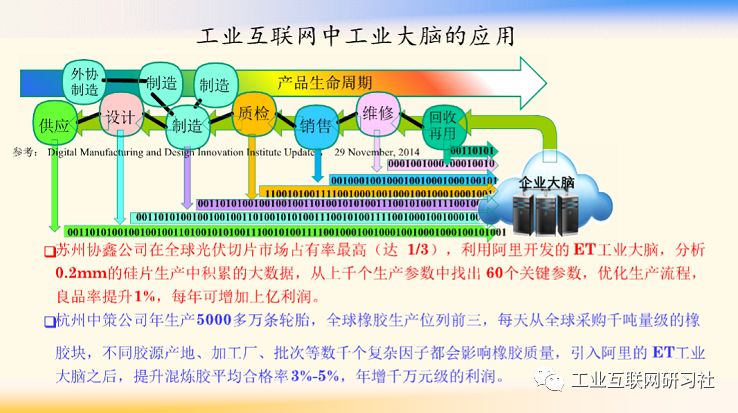 工业互联网中工业大脑的应用
产品生命周期
外协
制造
制造
制造
供应
设计
制造
质检
销售
维修
回收
再用
参考： Digital Manufacturing and Design Innovation Institute Update， 29 November, 2014
企业大脑
苏州协鑫公司在全球光伏切片市场占有率最高（达 1/3），利用阿里开发的 ET工业大脑，分析
0.2mm的硅片生产中积累的大数据，从上千个生产参数中找出 60个关键参数，优化生产流程，
良品率提升1%，每年可增加上亿利润。
杭州中策公司年生产5000多万条轮胎，全球橡胶生产位列前三，每天从全球采购千吨量级的橡
胶块，不同胶源产地、加工厂、批次等数千个复杂因子都会影响橡胶质量，引入阿里的 ET工业
大脑之后，提升混炼胶平均合格率 3%-5%，年增千万元级的利润。
工业互联网研习社